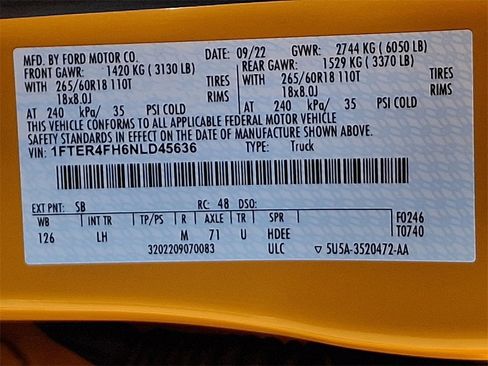 MFD. BY FORD MOTOR CO. DATE: 09/22 GVWR: 2744 KG ( 6050 LB)
FRONT GAWR: 1420 KG ( 3130 LB) REAR GAWR: 1529 KG ( 3370 LB)
WITH 265/60R18 110T TIRES WITH 265/60R18 110T TIRES
18x8.0J RIMS 18x8.0J RIMS
AT 240 kPa/ 35 PSI COLD AT 240 kPa/ 35 PSI COLD
THIS VEHICLE CONFORMS TO ALL APPLICABLE FEDERAL MOTOR VEHICLE
SAFETY STANDARDS IN EFFECT ON THE DATE OF MANUFACTURE SHOWN ABOVE.
VIN: 1FTER4FH6NLD45636 TYPE: Truck
EXT PNT: SB RC: 48 DSO:
WB INT TR TP/PS R AXLE TR SPR F0246
126 LH M 71 U HDEE T0740
3202209070083 ULC ▽ 5U5A-3520472-AA